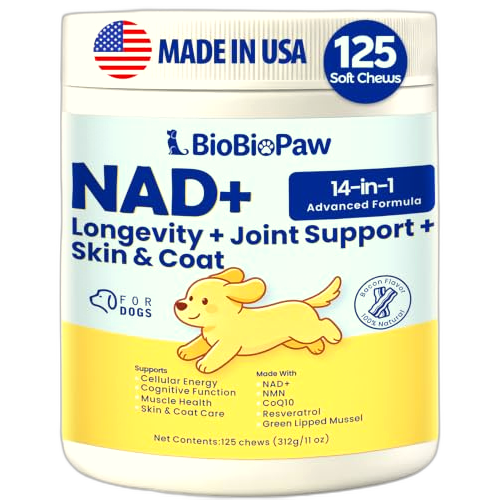 MADE IN USA
125
Soft Chews
BioBioPaw
NAD+
14-in-1
Advanced Formula
Longevity + Joint Support +
Skin & Coat
FOR
DOGS
Bacon Flavor
100% Natural
Supports
Cellular Energy
Cognitive Function
Muscle Health
Skin & Coat Care
Made With
NAD+
NMN
CoQ10
Resveratrol
Green Lipped Mussel
Net Contents:125 chews (312g/11 oz)